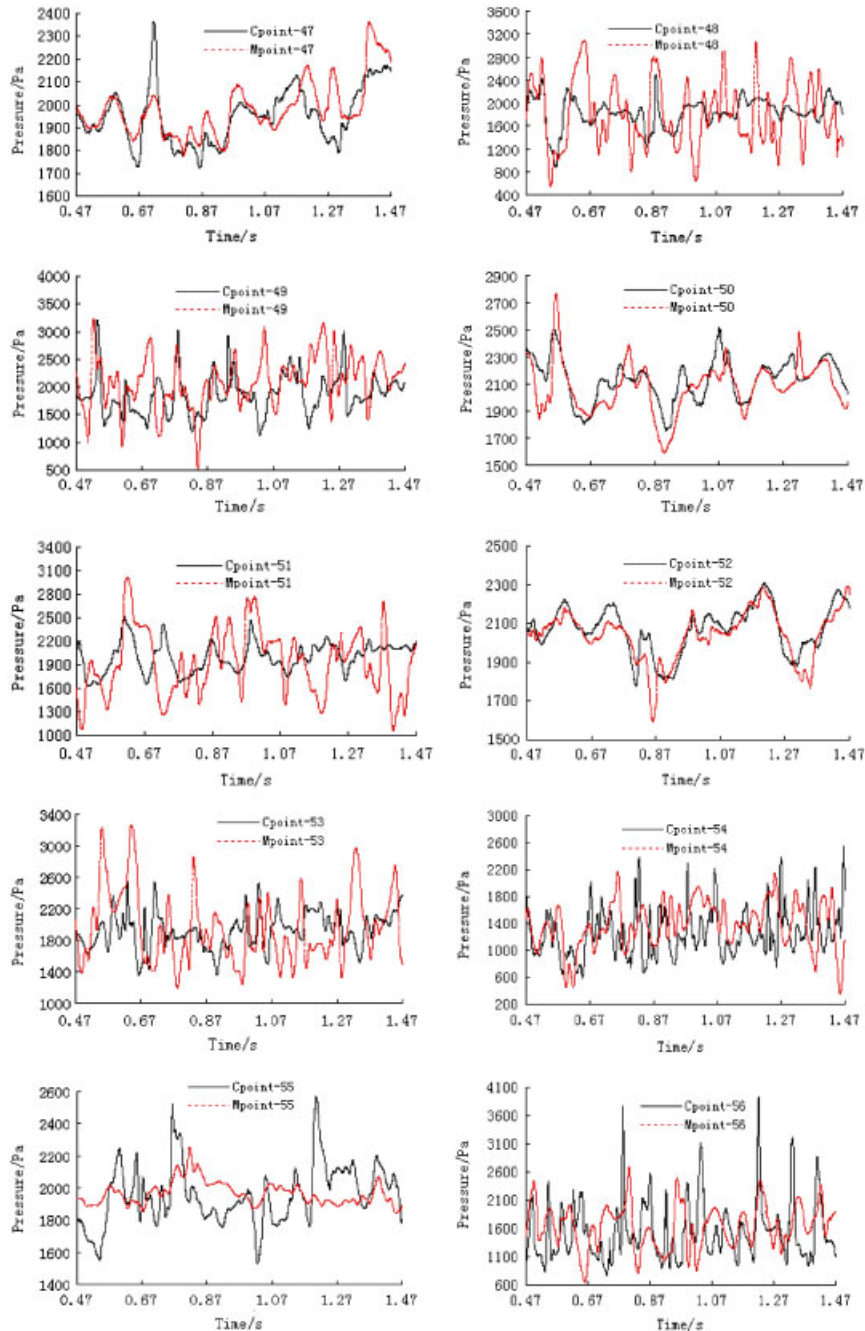 Cpoint-47
Mpoint-47
Pressure/Pa
2400
2300
2200
2100
2000
1900
1800
1700
1600
0.47 0.67 0.87 1.07 1.27 1.47
Time/s
Cpoint-48
Mpoint-48
Pressure/Pa
3600
3200
2800
2400
2000
1600
1200
800
400
0.47 0.67 0.87 1.07 1.27 1.47
Time/s
Cpoint-49
Mpoint-49
Pressure/Pa
4000
3500
3000
2500
2000
1500
1000
500
0.47 0.67 0.87 1.07 1.27 1.47
Time/s
Cpoint-50
Mpoint-50
Pressure/Pa
2900
2700
2500
2300
2100
1900
1700
1500
0.47 0.67 0.87 1.07 1.27 1.47
Time/s
Cpoint-51
Mpoint-51
Pressure/Pa
3400
3100
2800
2500
2200
1900
1600
1300
1000
0.47 0.67 0.87 1.07 1.27 1.47
Time/s
Cpoint-52
Mpoint-52
Pressure/Pa
2500
2300
2100
1900
1700
1500
0.47 0.67 0.87 1.07 1.27 1.47
Time/s
Cpoint-53
Mpoint-53
Pressure/Pa
3400
3100
2800
2500
2200
1900
1600
1300
1000
0.47 0.67 0.87 1.07 1.27 1.47
Time/s
Cpoint-54
Mpoint-54
Pressure/Pa
3000
2600
2200
1800
1400
1000
600
200
0.47 0.67 0.87 1.07 1.27 1.47
Time/s
Cpoint-55
Mpoint-55
Pressure/Pa
2600
2400
2200
2000
1800
1600
1400
0.47 0.67 0.87 1.07 1.27 1.47
Time/s
Cpoint-56
Mpoint-56
Pressure/Pa
4100
3600
3100
2600
2100
1600
1100
600
0.47 0.67 0.87 1.07 1.27 1.47
Time/s